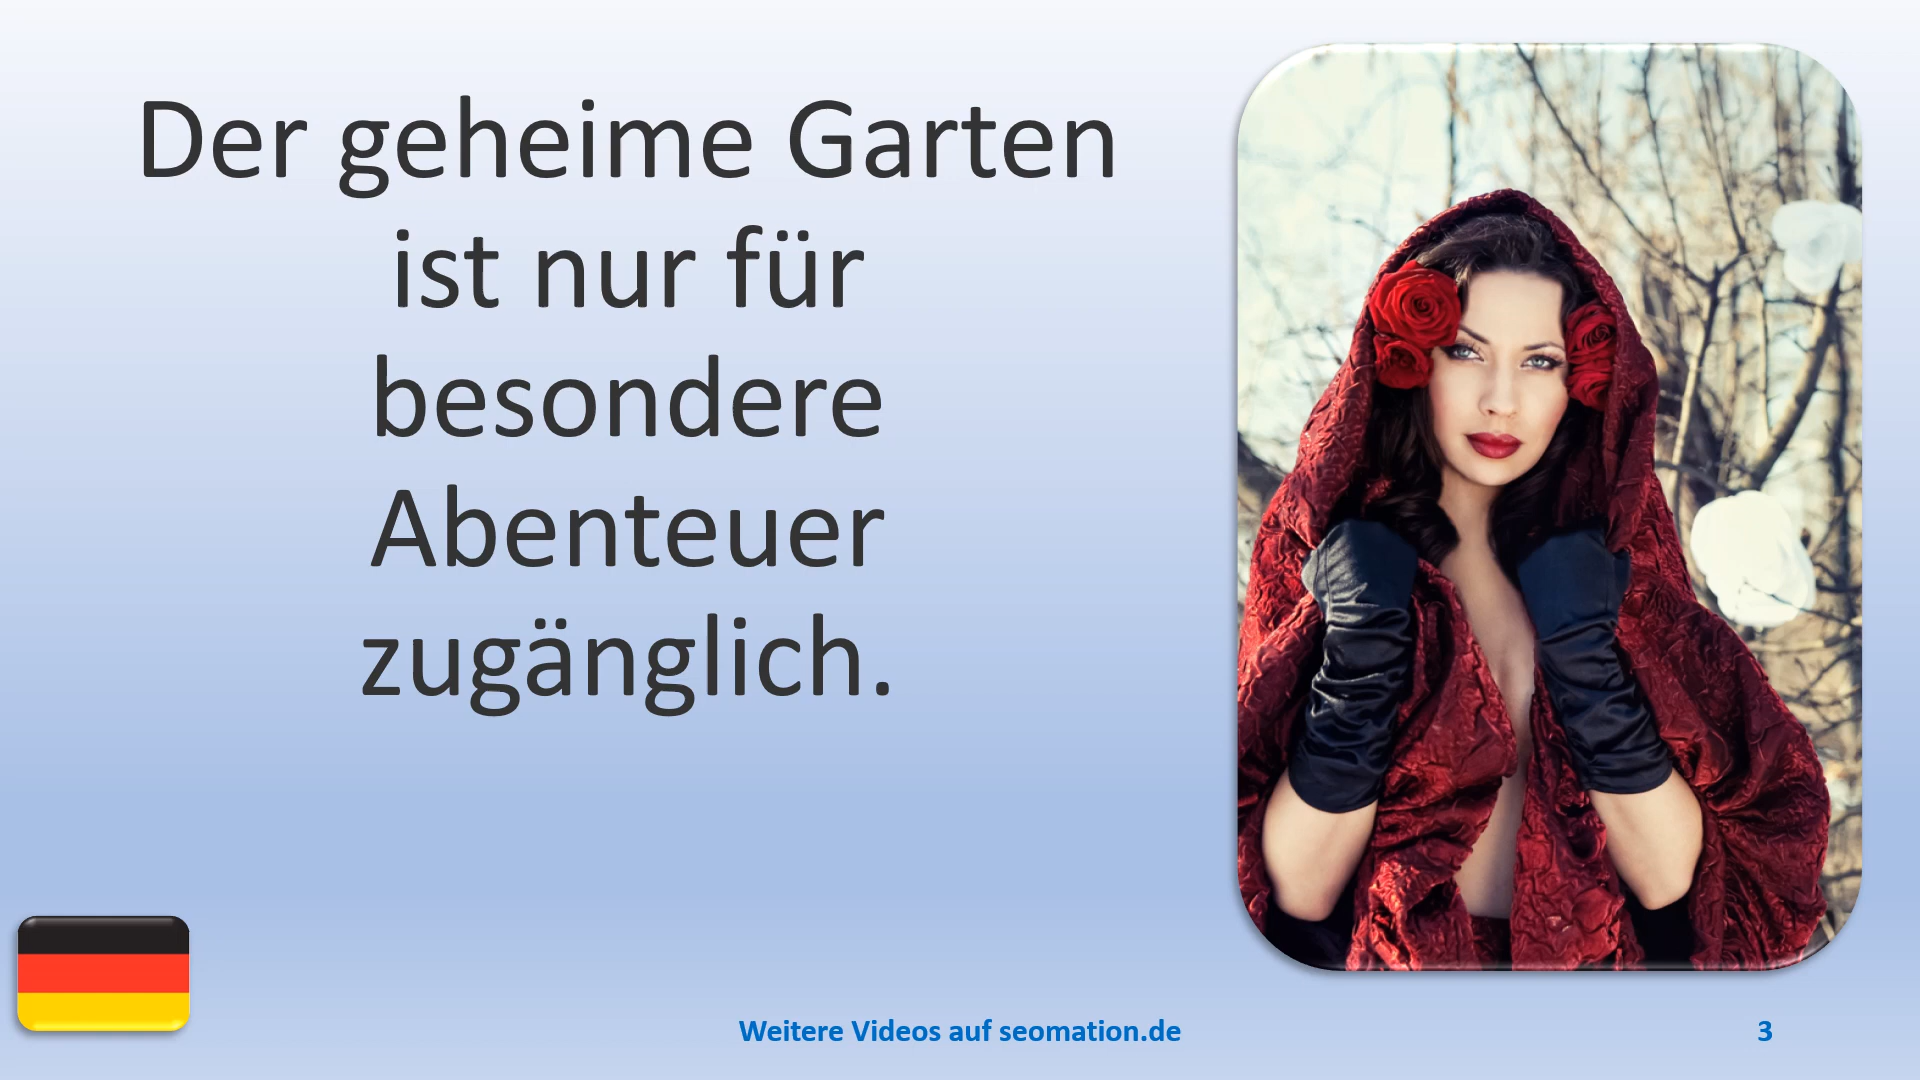 Der geheime Garten
ist nur für
besondere
Abenteuer
zugänglich.
Weitere Videos auf seomation.de
3